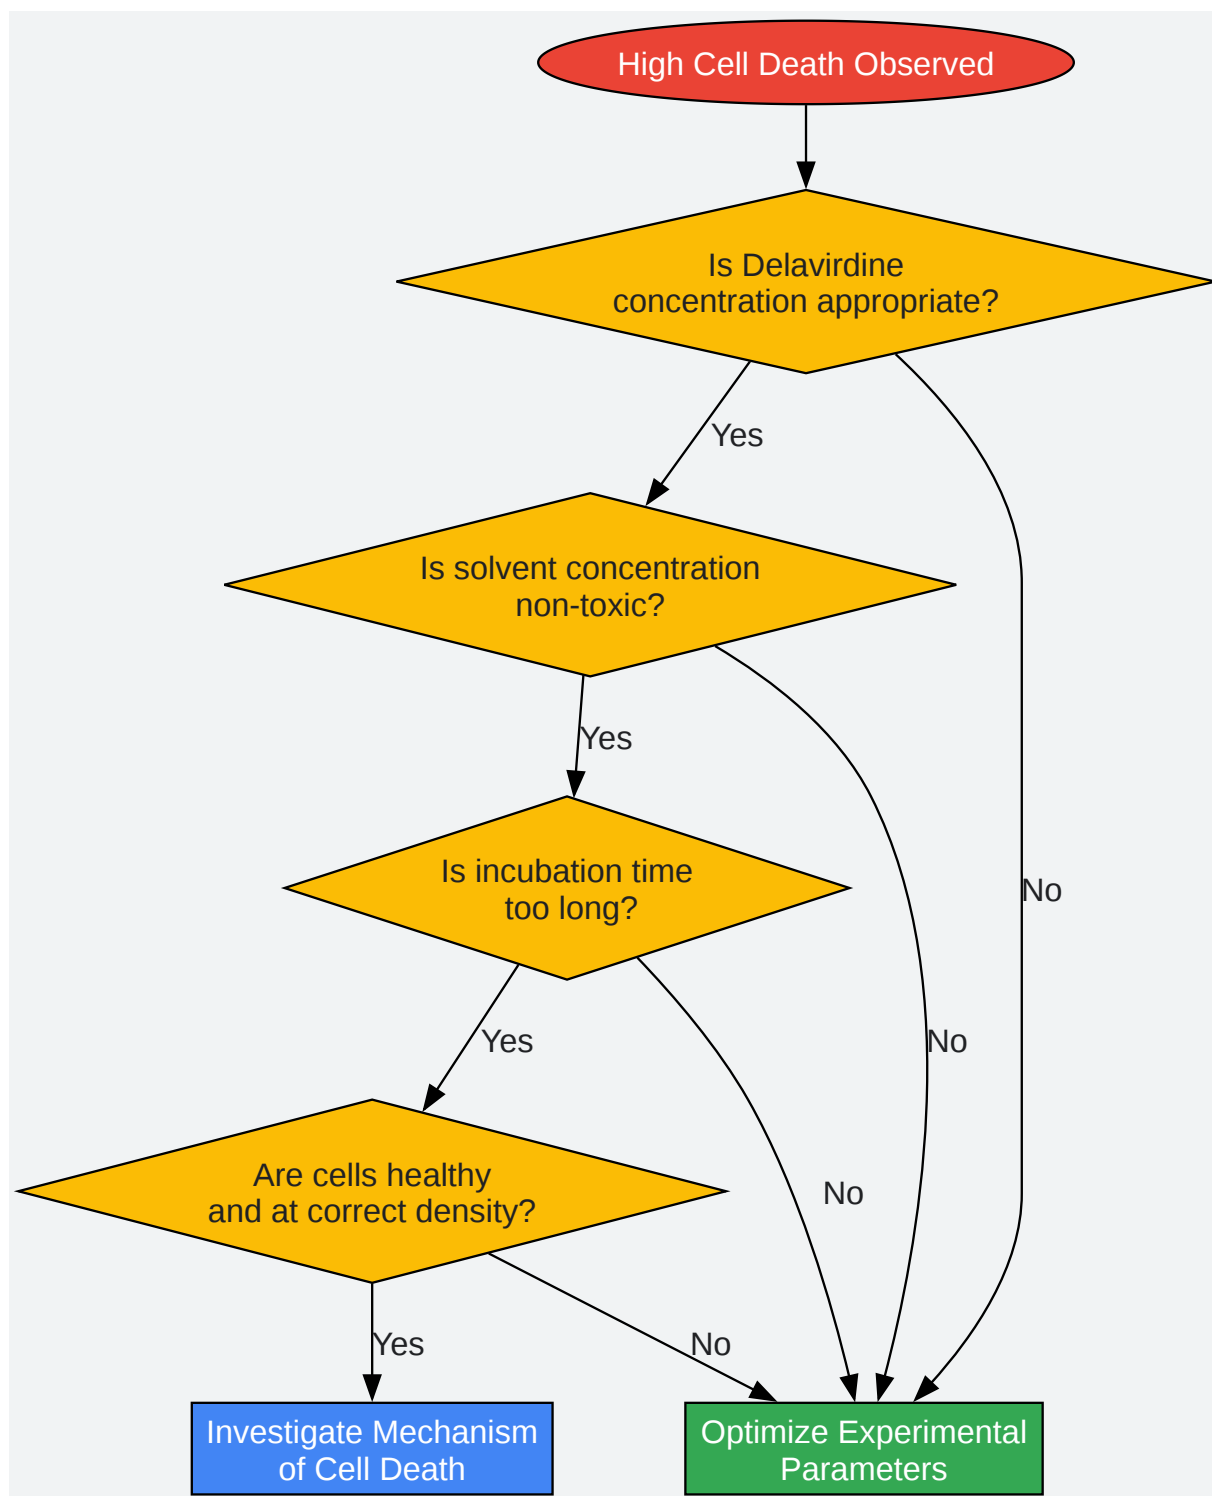 High Cell Death Observed
Is Delavirdine
concentration appropriate?
Yes
Is solvent concentration
non-toxic?
Yes
Is incubation time
too long?
No
Yes
No
Are cells healthy
and at correct density?
No
Yes
No
Investigate Mechanism
of Cell Death
Optimize Experimental
Parameters